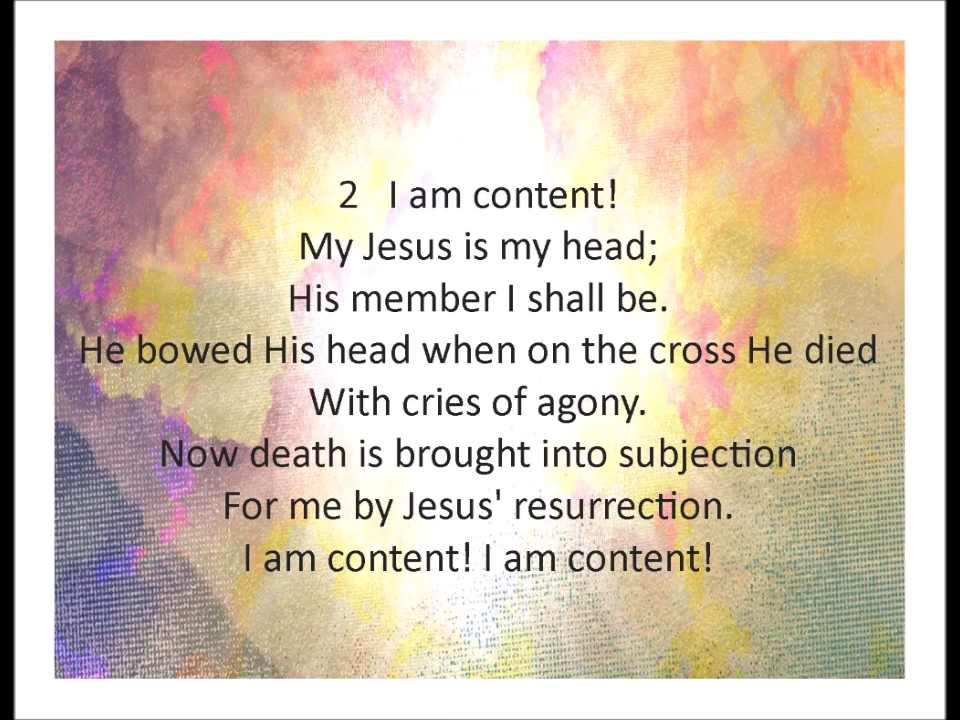 2 I am content!
My Jesus is my head;
His member I shall be.
He bowed His head when on the cross He died
With cries of agony.
Now death is brought into subjection
For me by Jesus' resurrection.
I am content! I am content!